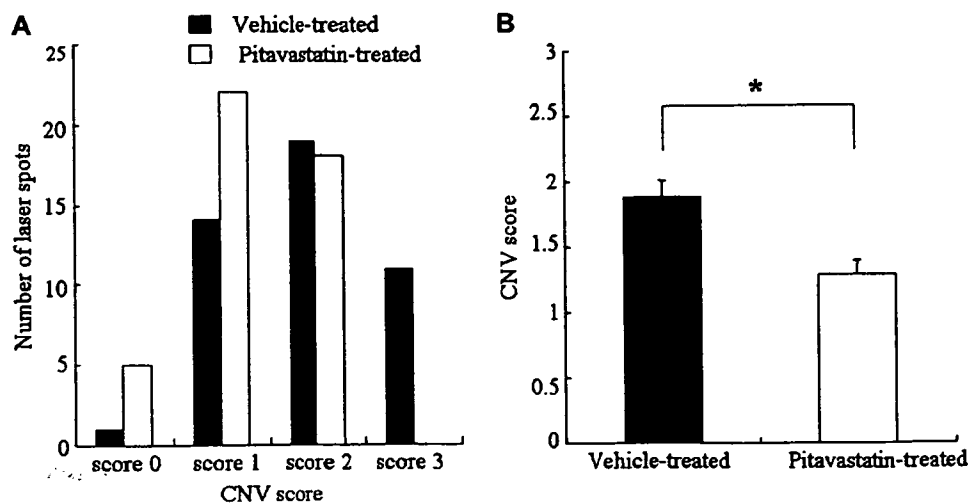 A
Vehicle-treated
Pitavastatin-treated
25
20
15
10
5
0
Number of laser spots
score 0 score 1 score 2 score 3
CNV score
B
3
2.5
2
1.5
1
0.5
0
CNV score
*
Vehicle-treated Pitavastatin-treated